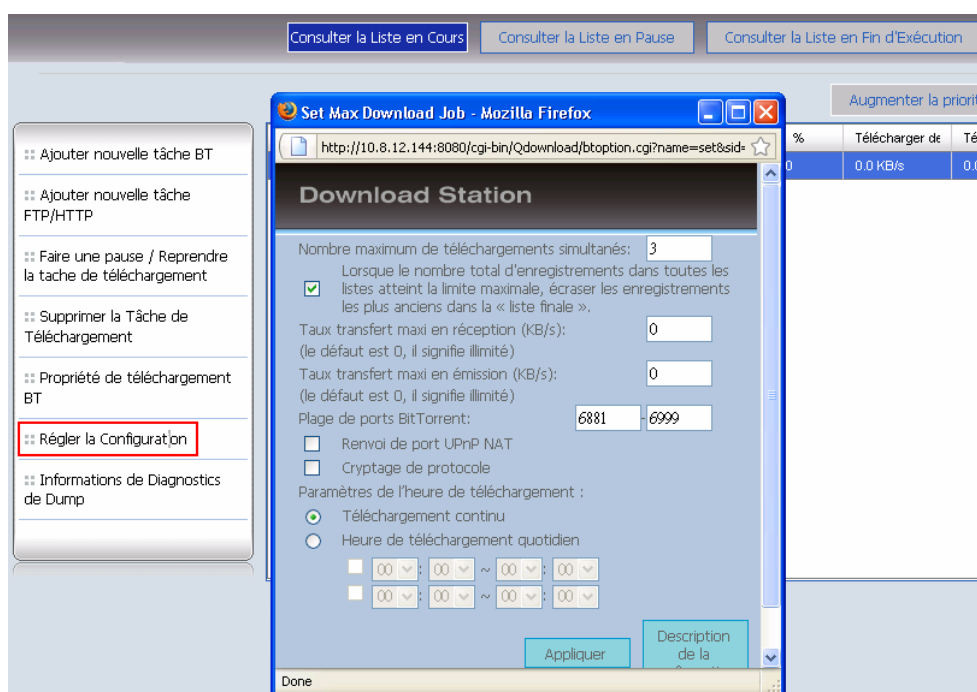 Consulter la Liste en Cours
Consulter la Liste en Pause
Consulter la Liste en Fin d'Exécution
Augmenter la
:: Ajouter nouvelle tâche BT
:: Ajouter nouvelle tâche
FTP/HTTP
:: Faire une pause / Reprendre
la tache de téléchargement
:: Supprimer la Tâche de
Téléchargement
:: Propriété de téléchargement
BT
:: Régler la Configuration
:: Informations de Diagnostics
de Dump
% Télécharger de
0.0 KB/s
Set Max Download Job - Mozilla Firefox
http://10.8.12.144:8080/cgi-bin/Qdownload/btoption.cgi?name=set&sid=
Download Station
Nombre maximum de téléchargements simultanés: 3
Lorsque le nombre total d'enregistrements dans toutes les
listes atteint la limite maximale, écraser les enregistrements
les plus anciens dans la « liste finale ».
Taux transfert maxi en réception (KB/s): 0
(le défaut est 0, il signifie illimité)
Taux transfert maxi en émission (KB/s): 0
(le défaut est 0, il signifie illimité)
Plage de ports BitTorrent: 6881 - 6999
Renvoi de port UPnP NAT
Cryptage de protocole
Paramètres de l'heure de téléchargement :
Téléchargement continu
Heure de téléchargement quotidien
00 : 00 ~ 00 : 00
00 : 00 ~ 00 : 00
Appliquer
Description
de la
Done